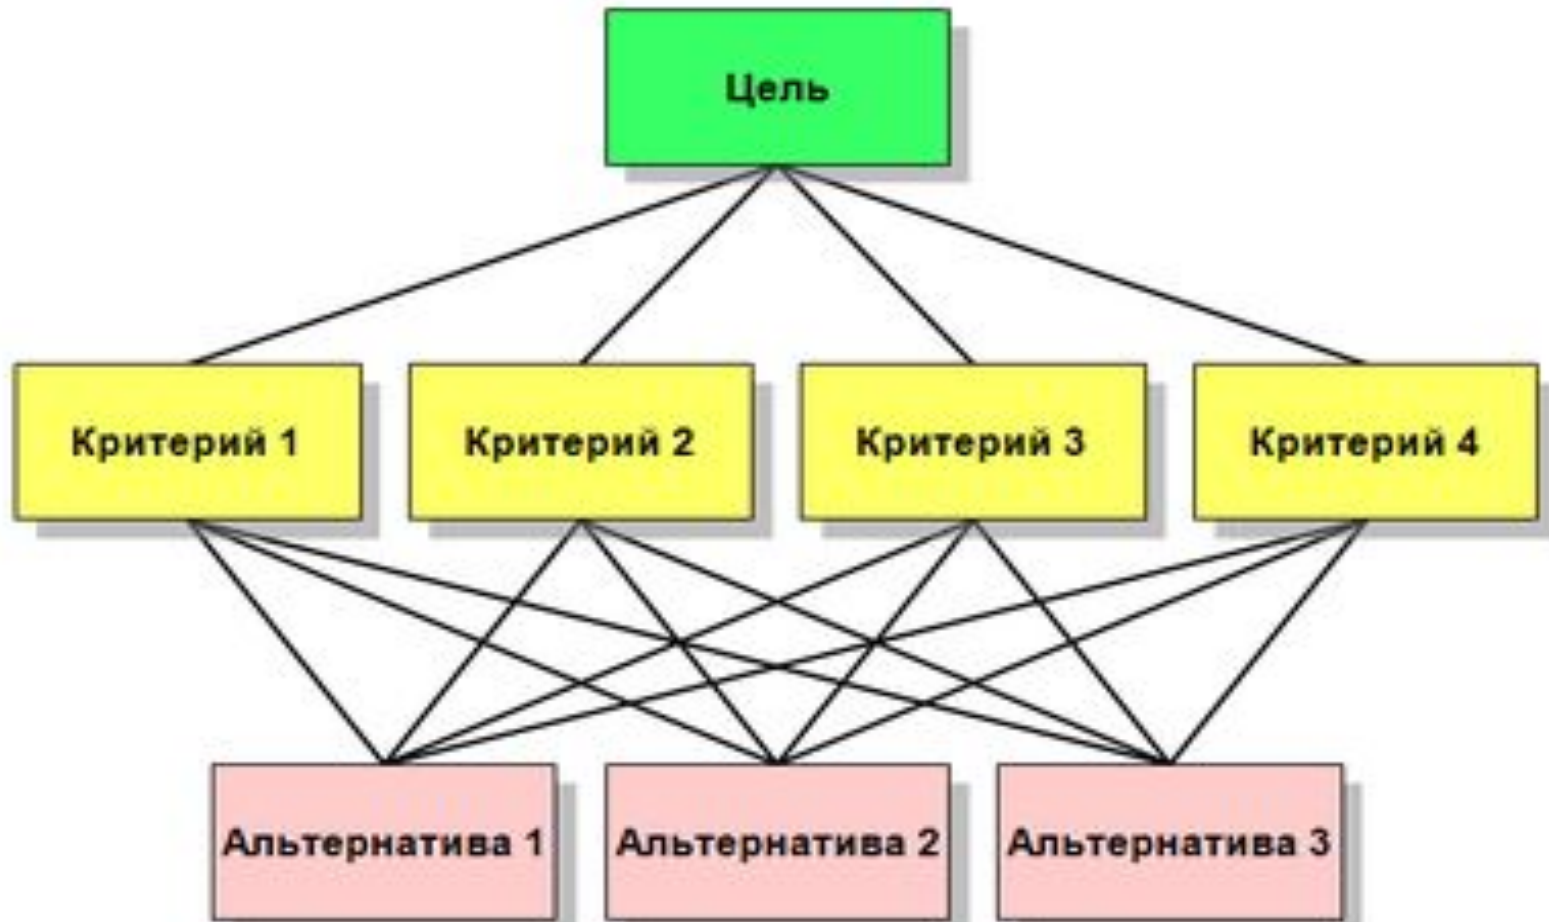 Цель
Критерий 1
Критерий 2
Критерий 3
Критерий 4
Альтернатива 1
Альтернатива 2
Альтернатива 3